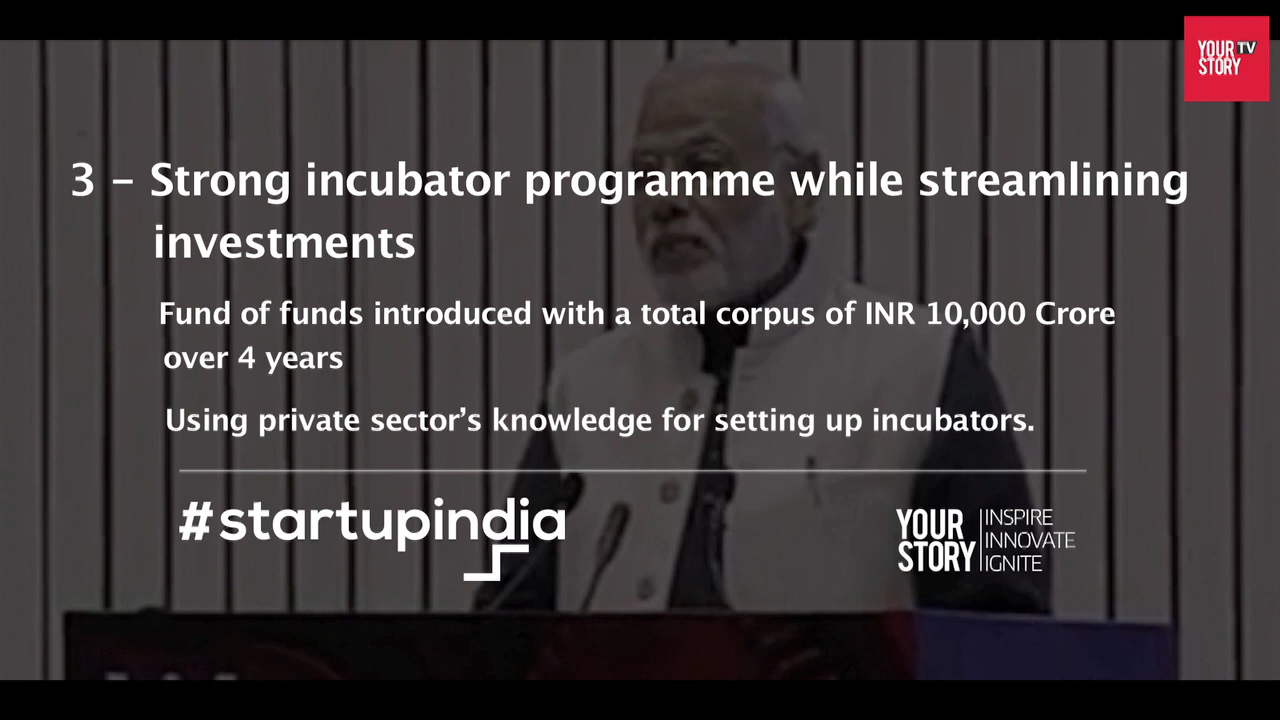 YOUR TV
STORY
3 – Strong incubator programme while streamlining
investments
Fund of funds introduced with a total corpus of INR 10,000 Crore
over 4 years
Using private sector’s knowledge for setting up incubators.
#startupindia
YOUR
STORY
INSPIRE
INNOVATE
IGNITE